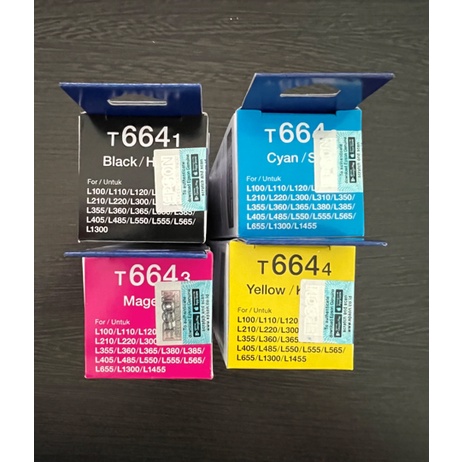 T6641
Black/H
For / Untuk
L100/L110/L120/
L210/L220/L300/
L355/L360/L365/L380/L385/
L405/L485/L550/L555/L565/
L1300
T664
Cyan/S
For / Untuk
L100/L110/L120/
L210/L220/L300/L310/L350/
L355/L360/L365/L380/L385/
L405/L485/L550/L555/L565/
L655/L1300/L1455
T6643
Mage
For / Untuk
L100/L110/L120
L210/L220/L300
L355/L360/L365/L380/L385/
L405/L485/L550/L555/L565/
L655/L1300/L1455
T6644
Yellow/K
For / Untuk
L100/L110/L120/
L210/L220/L300
L355/L360/L365
L405/L485/L550/L555/L565/
L655/L1300/L1455